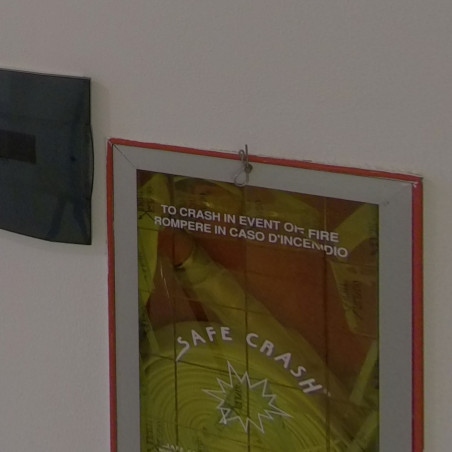 TO CRASH IN EVENT OF FIRE
ROMPERE IN CASO D'INCENDIO
SAFE CRASH